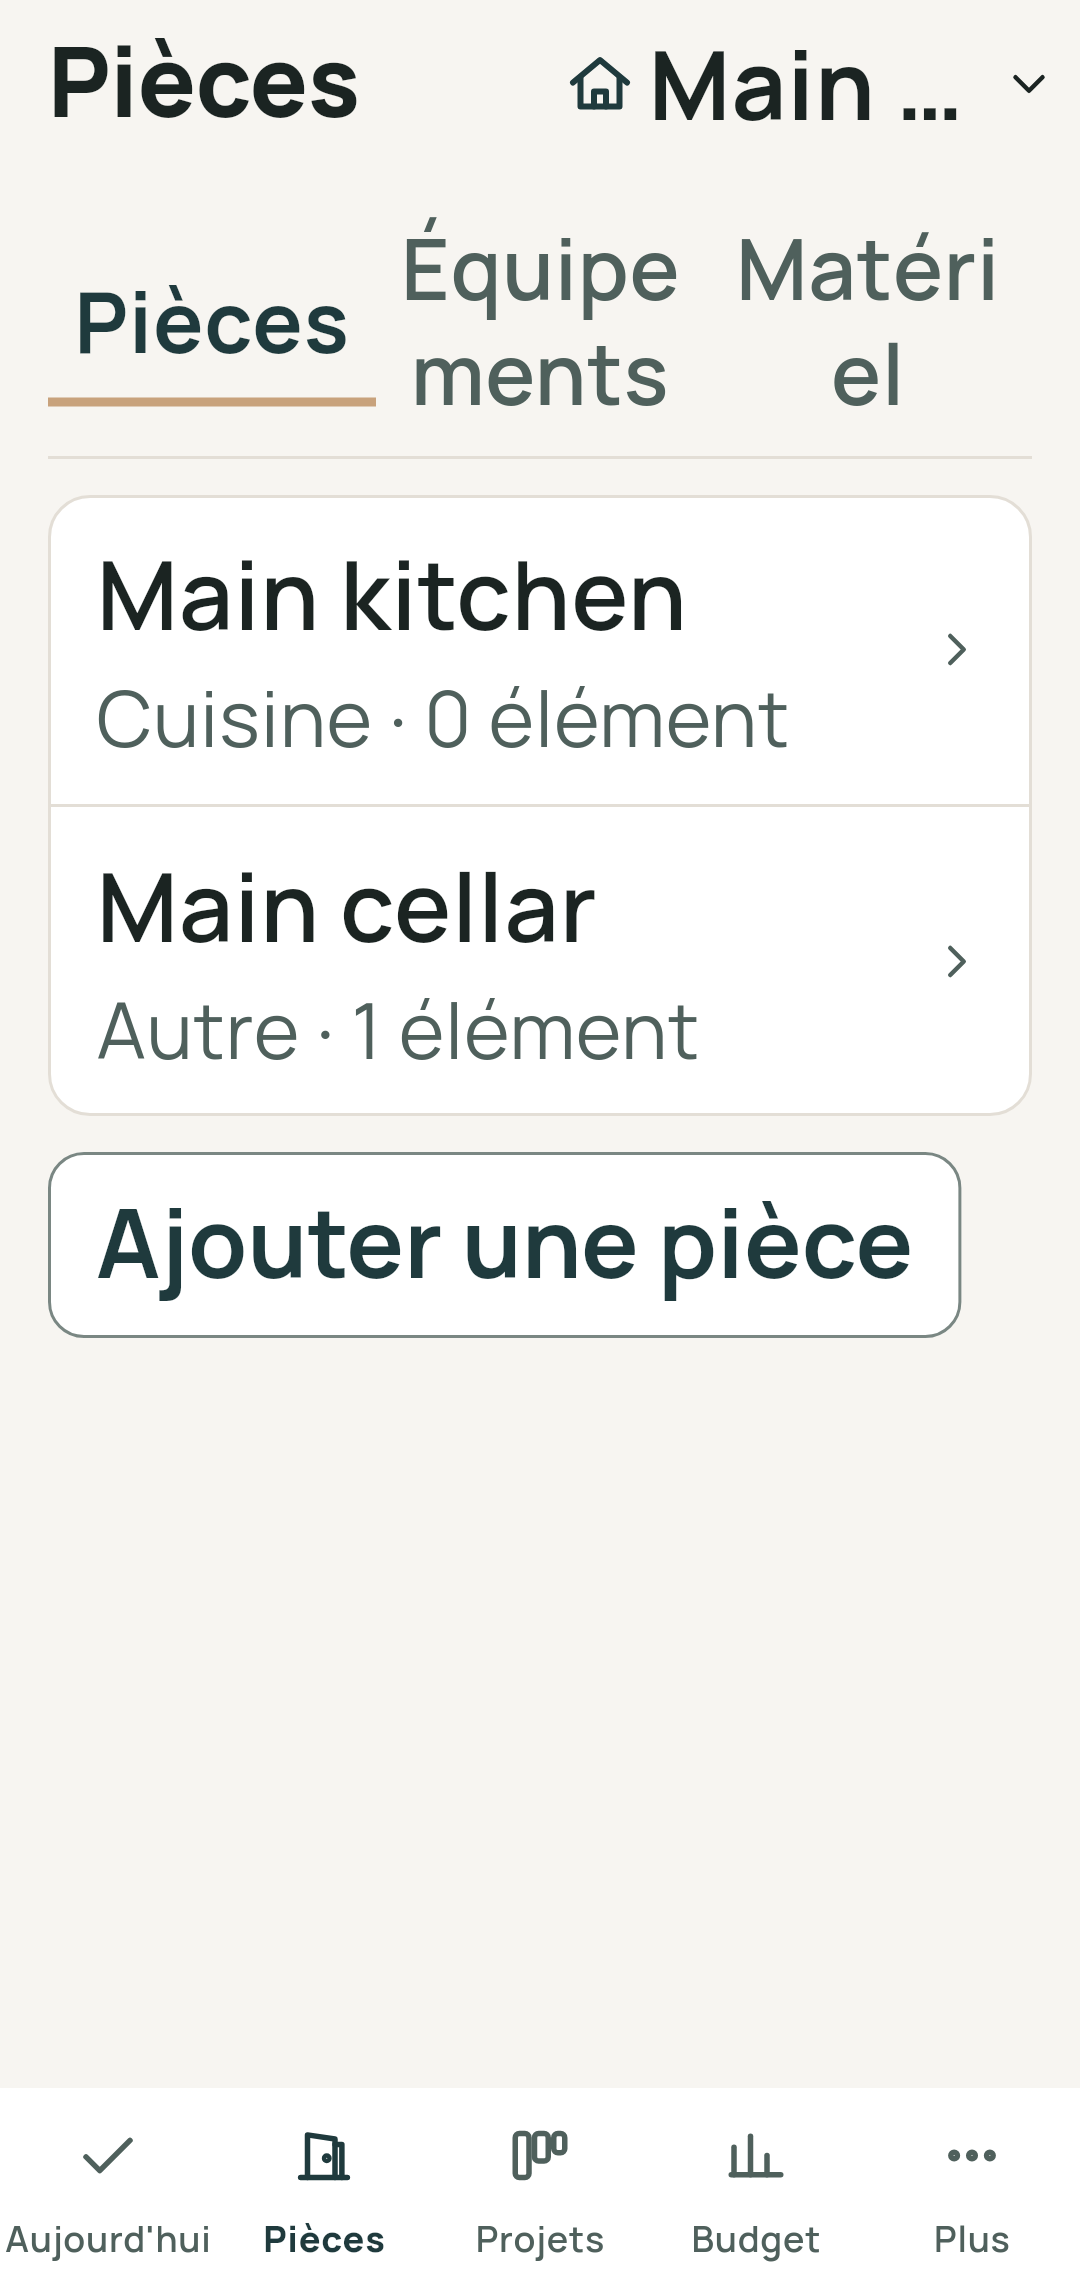 Pièces
Main ...
Pièces
Équipe
ments
Matéri
el
Main kitchen
Cuisine · 0 élément
Main cellar
Autre · 1 élément
Ajouter une pièce
Aujourd'hui
Pièces
Projets
Budget
Plus